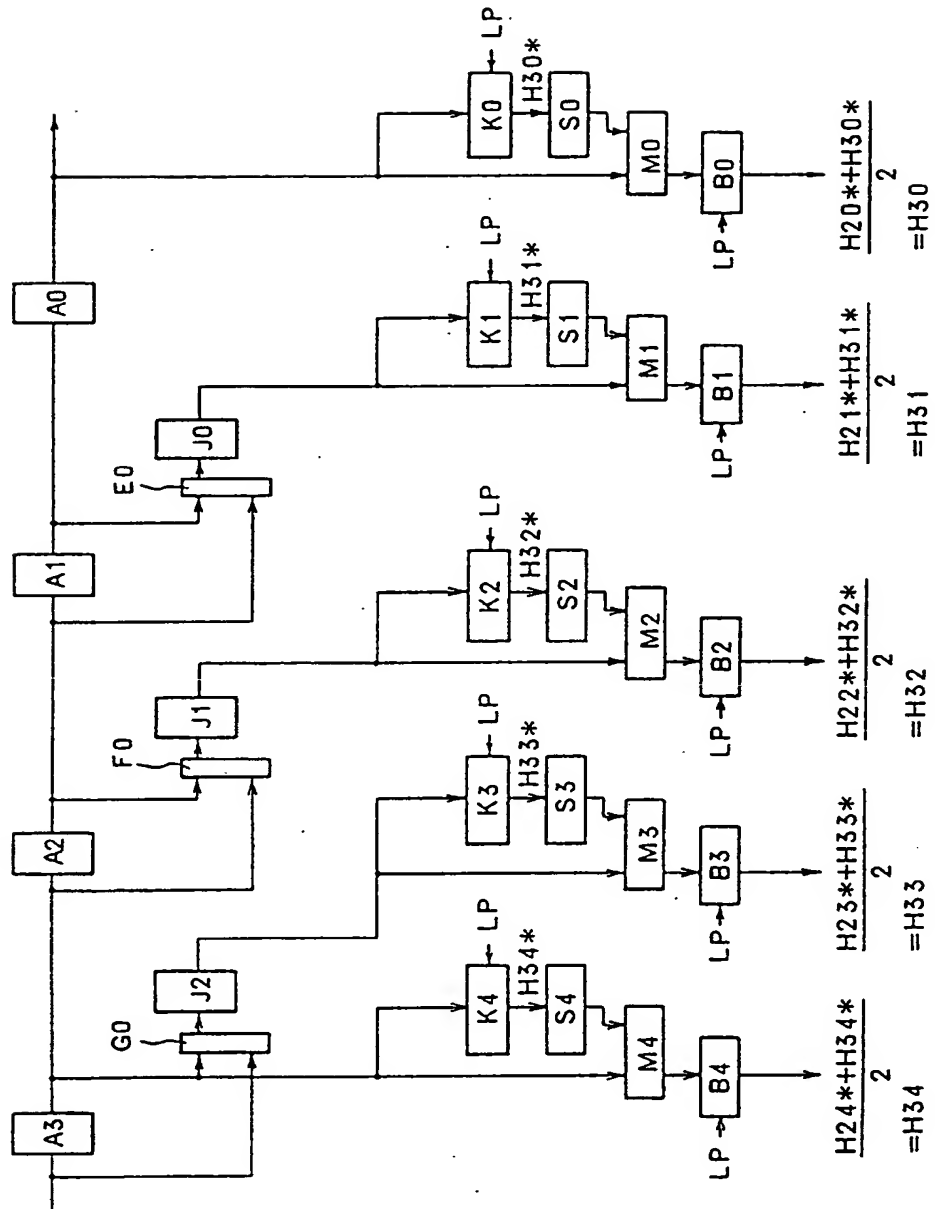 A3
A2
A1
A0
G0
F0
E0
J2
J1
J0
K4
LP
K3
LP
K2
LP
K1
LP
K0
LP
H34*
H33*
H32*
H31*
H30*
S4
S3
S2
S1
S0
M4
M3
M2
M1
M0
LP
B4
LP
B3
LP
B2
LP
B1
LP
B0
H24*+H34*
2
=H34
H23*+H33*
2
=H33
H22*+H32*
2
=H32
H21*+H31*
2
=H31
H20*+H30*
2
=H30